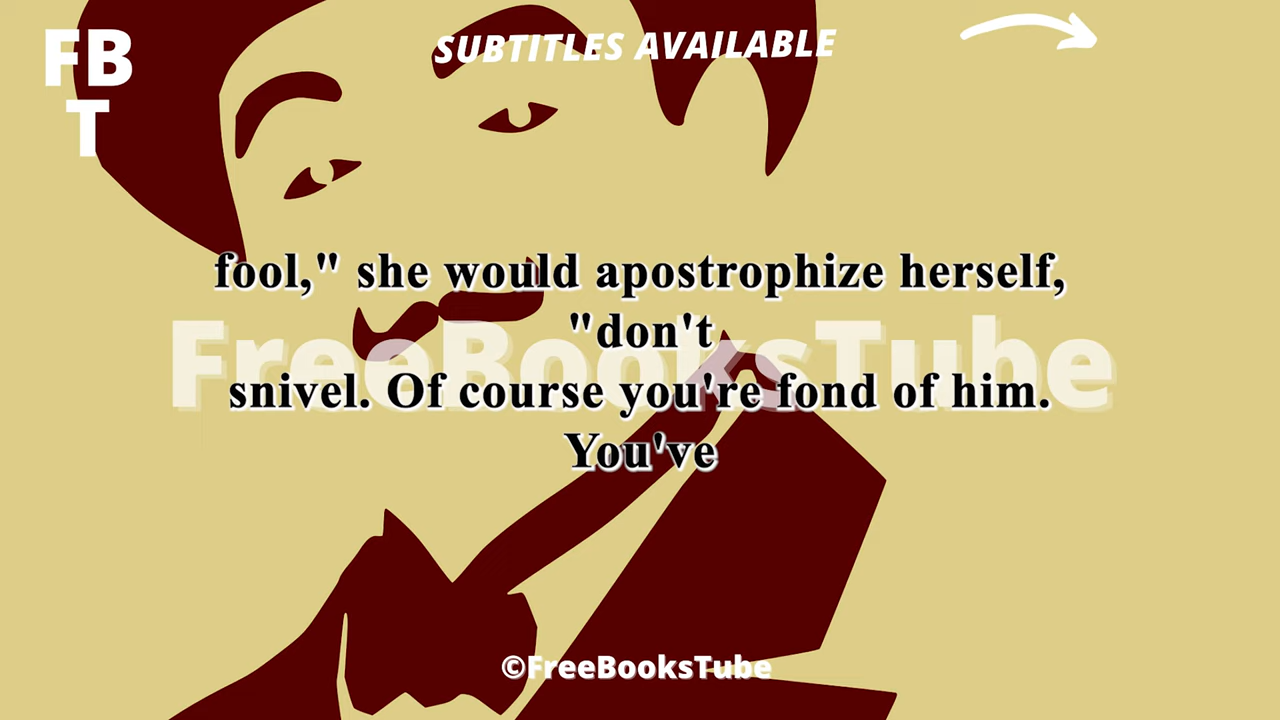 FB
T
SUBTITLES AVAILABLE
fool," she would apostrophize herself,
"don't
FreeBooksTube
snivel. Of course you're fond of him.
You've
©FreeBooksTube